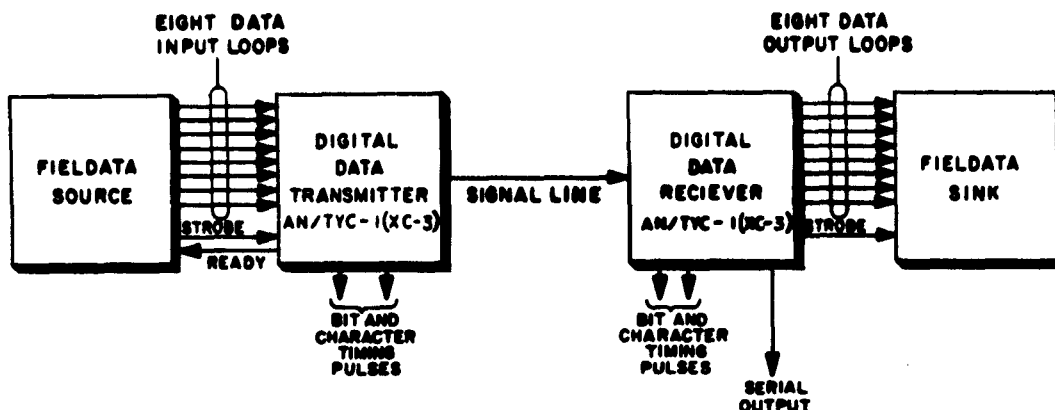 EIGHT DATA
INPUT LOOPS
EIGHT DATA
OUTPUT LOOPS
FIELDATA
SOURCE
DIGITAL
DATA
TRANSMITTER
AN/TYC-1(XC-3)
SIGNAL LINE
DIGITAL
DATA
RECIEVER
AN/TYC-1(XC-3)
FIELDATA
SINK
STROBE
READY
STROBE
BIT AND
CHARACTER
TIMING
PULSES
BIT AND
CHARACTER
TIMING
PULSES
SERIAL
OUTPUT